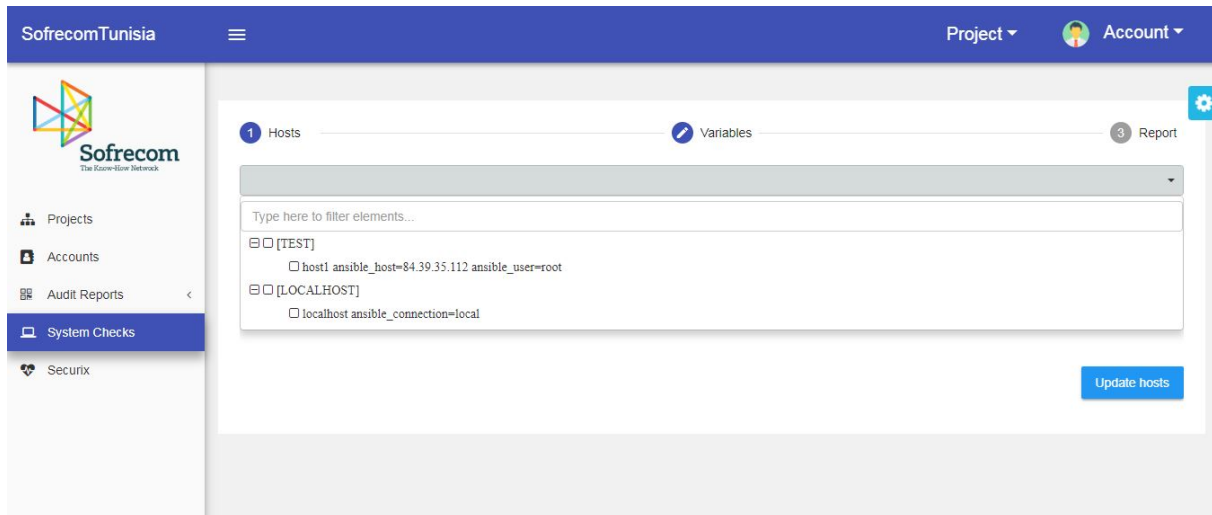 SofrecomTunisia
Project
Account
Sofrecom
The Know-How Network
1 Hosts
Variables
3 Report
Type here to filter elements...
[TEST]
host1 ansible_host=84.39.35.112 ansible_user=root
[LOCALHOST]
localhost ansible_connection=local
Projects
Accounts
Audit Reports
System Checks
Securix
Update hosts